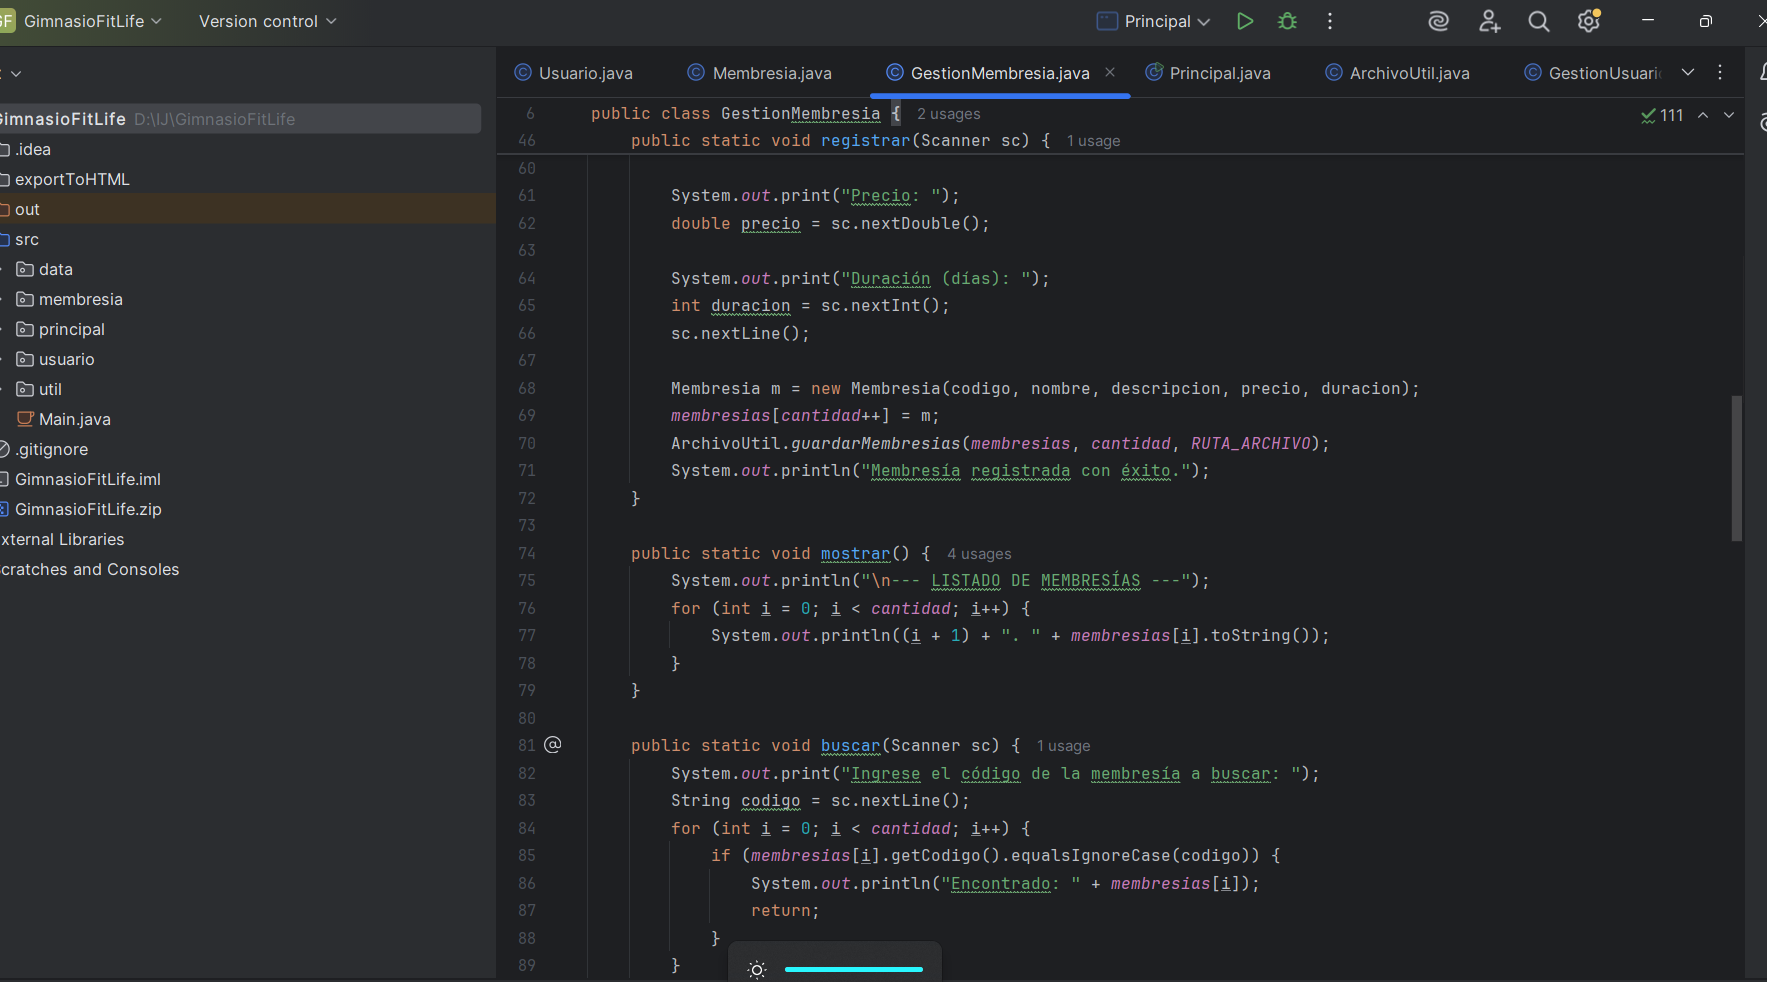 GF GimnasioFitLife Version control Principal
Usuario.java Membresia.java GestionMembresia.java Principal.java ArchivoUtil.java GestionUsuari
GimnasioFitLife D:\IJ\GimnasioFitLife
.idea
exportToHTML
out
src
data
membresia
principal
usuario
util
Main.java
.gitignore
GimnasioFitLife.iml
GimnasioFitLife.zip
xternal Libraries
cratches and Consoles
111
6 public class GestionMembresia { 2 usages
46 public static void registrar(Scanner sc) { 1 usage
60
61 System.out.print("Precio: ");
62 double precio = sc.nextDouble();
63
64 System.out.print("Duración (días): ");
65 int duracion = sc.nextInt();
66 sc.nextLine();
67
68 Membresia m = new Membresia(codigo, nombre, descripcion, precio, duracion);
69 membresias[cantidad++] = m;
70 ArchivoUtil.guardarMembresias(membresias, cantidad, RUTA_ARCHIVO);
71 System.out.println("Membresía registrada con éxito.");
72 }
73
74 public static void mostrar() { 4 usages
75 System.out.println("\n--- LISTADO DE MEMBRESÍAS ---");
76 for (int i = 0; i < cantidad; i++) {
77 System.out.println((i + 1) + ". " + membresias[i].toString());
78 }
79 }
80
81 @ public static void buscar(Scanner sc) { 1 usage
82 System.out.print("Ingrese el código de la membresía a buscar: ");
83 String codigo = sc.nextLine();
84 for (int i = 0; i < cantidad; i++) {
85 if (membresias[i].getCodigo().equalsIgnoreCase(codigo)) {
86 System.out.println("Encontrado: " + membresias[i]);
87 return;
88 }
89 }